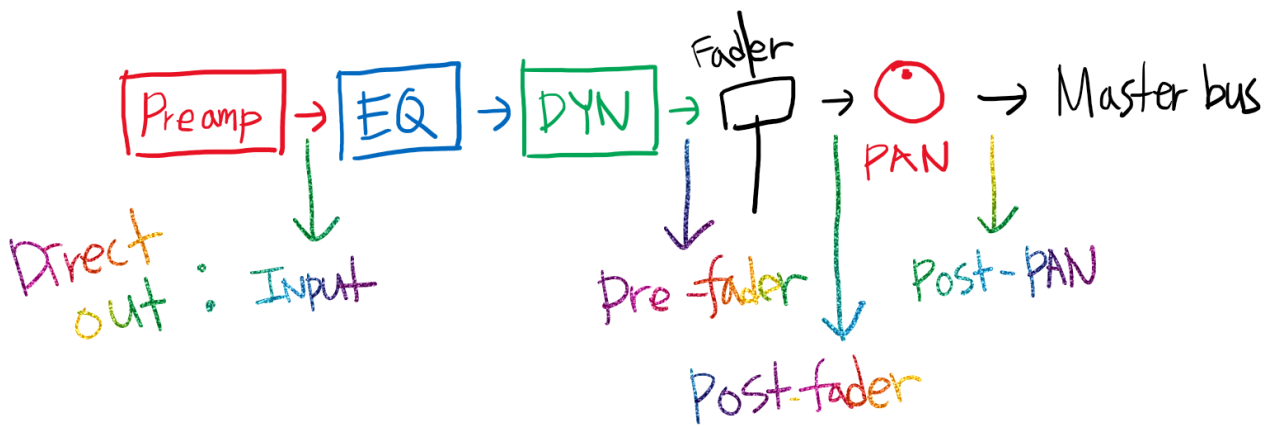 Fader
Preamp → EQ → DYN → → PAN → Master bus
Direct out : Input
Pre-fader
Post-PAN
Post-fader